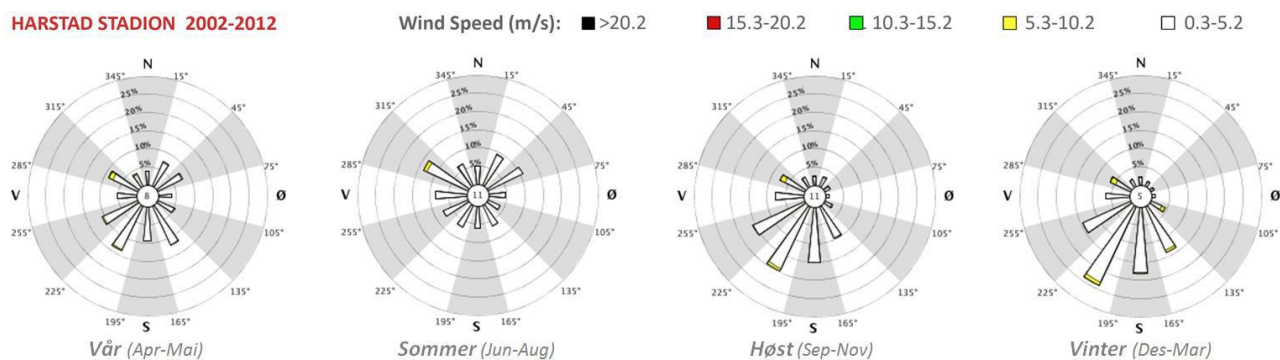 HARSTAD STADION 2002-2012
Wind Speed (m/s): >20.2 15.3-20.2 10.3-15.2 5.3-10.2 0.3-5.2
N
345° 15°
315° 45°
285° 75°
V Ø
255° 105°
225° 135°
195° 165°
S
25%
20%
15%
10%
5%
8
Vår (Apr-Mai)
N
345° 15°
315° 45°
285° 75°
V Ø
255° 105°
225° 135°
195° 165°
S
25%
20%
15%
10%
5%
11
Sommer (Jun-Aug)
N
345° 15°
315° 45°
285° 75°
V Ø
255° 105°
225° 135°
195° 165°
S
25%
20%
15%
10%
5%
11
Høst (Sep-Nov)
N
345° 15°
315° 45°
285° 75°
V Ø
255° 105°
225° 135°
195° 165°
S
25%
20%
15%
10%
5%
5
Vinter (Des-Mar)